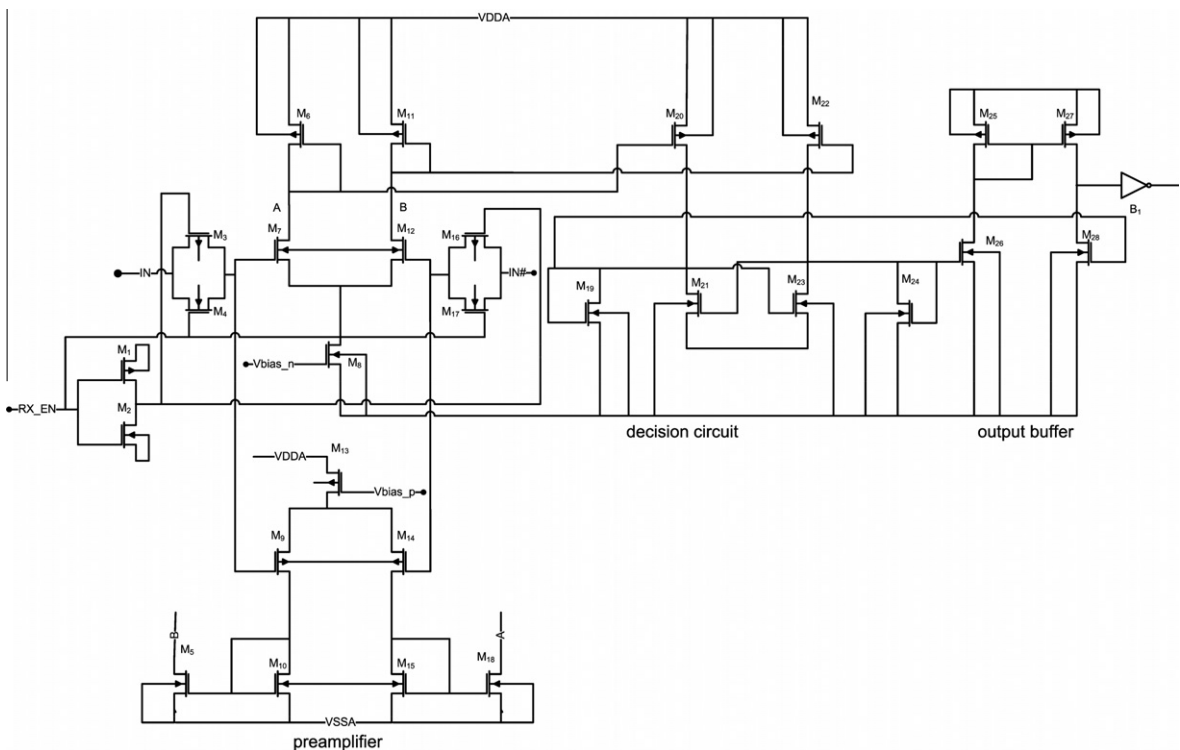 VDDA
M6
M11
M20
M22
M25
M27
B1
A
B
M3
M7
M12
M16
M26
M28
IN
IN#
M4
M17
M19
M21
M23
M24
M1
Vbias_n
M8
RX_EN
M2
decision circuit
output buffer
M13
VDDA
Vbias_p
M9
M14
B
A
M5
M10
M15
M18
VSSA
preamplifier